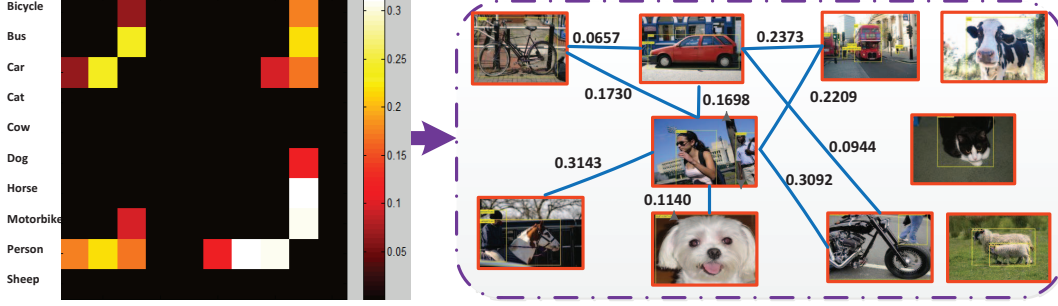 Bicycle
Bus
Car
Cat
Cow
Dog
Horse
Motorbike
Person
Sheep
0.3
0.25
0.2
0.15
0.1
0.05
0.0657
0.2373
0.1730
0.1698
0.2209
0.0944
0.3143
0.3092
0.1140